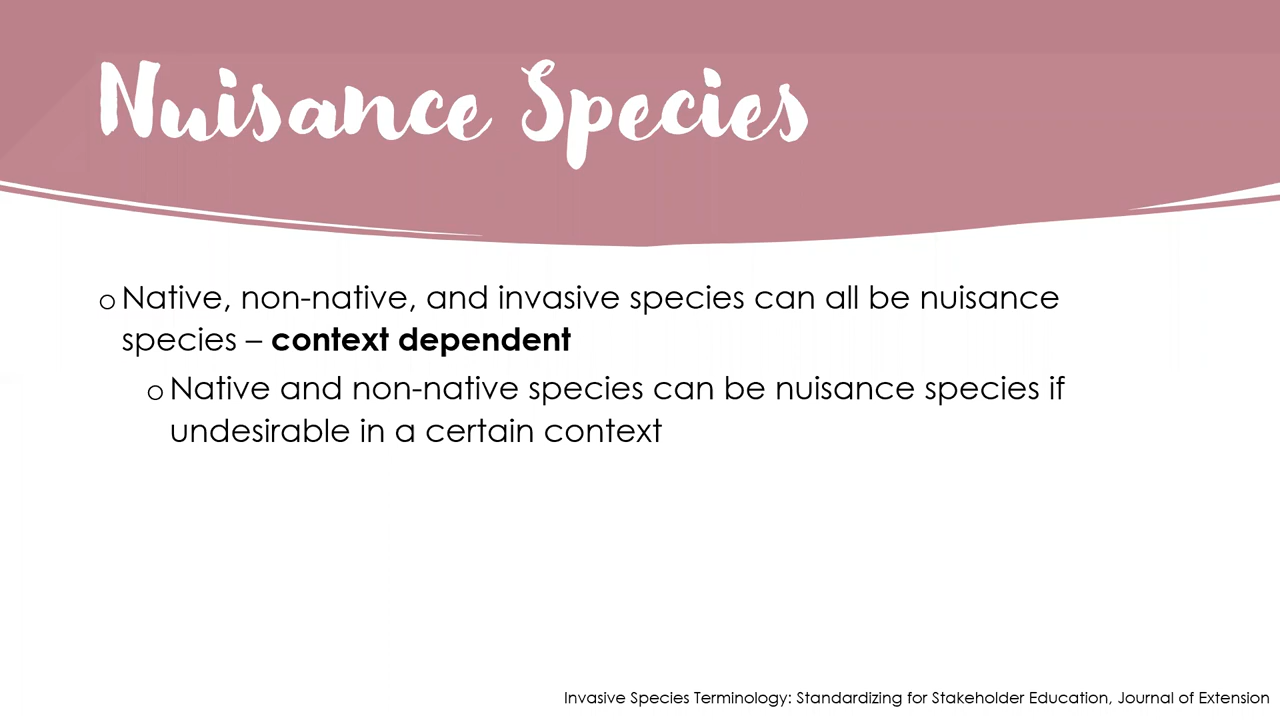 Nuisance Species
o Native, non-native, and invasive species can all be nuisance
species – context dependent
o Native and non-native species can be nuisance species if
undesirable in a certain context
Invasive Species Terminology: Standardizing for Stakeholder Education, Journal of Extension